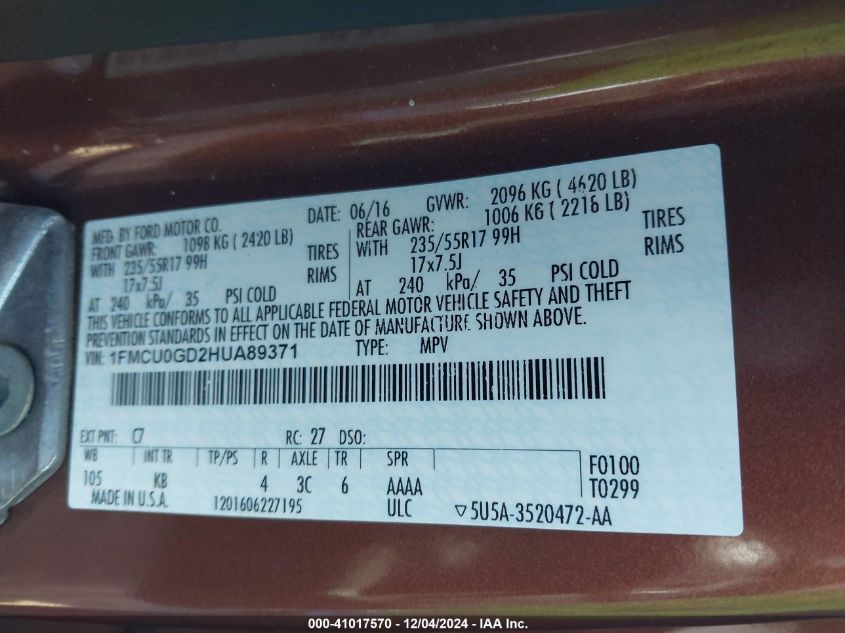 MFD. BY FORD MOTOR CO.
DATE: 06/16 GVWR: 2096 KG ( 4620 LB)
FRONT GAWR: 1098 KG ( 2420 LB)
REAR GAWR: 1006 KG ( 2216 LB)
WITH 235/55R17 99H TIRES
WITH 235/55R17 99H TIRES
17x7.5J RIMS
17x7.5J RIMS
AT 240 kPa/ 35 PSI COLD
AT 240 kPa/ 35 PSI COLD
THIS VEHICLE CONFORMS TO ALL APPLICABLE FEDERAL MOTOR VEHICLE SAFETY AND THEFT
PREVENTION STANDARDS IN EFFECT ON THE DATE OF MANUFACTURE SHOWN ABOVE.
VIN: 1FMCU0GD2HUA89371 TYPE: MPV
EXT PNT: C7 RC: 27 DSO:
WB INT TR TP/PS R AXLE TR SPR
105 KB 4 3C 6 AAAA
F0100
T0299
MADE IN U.S.A. 1201606227195 ULC ▽5U5A-3520472-AA
000-41017570 - 12/04/2024 - IAA Inc.